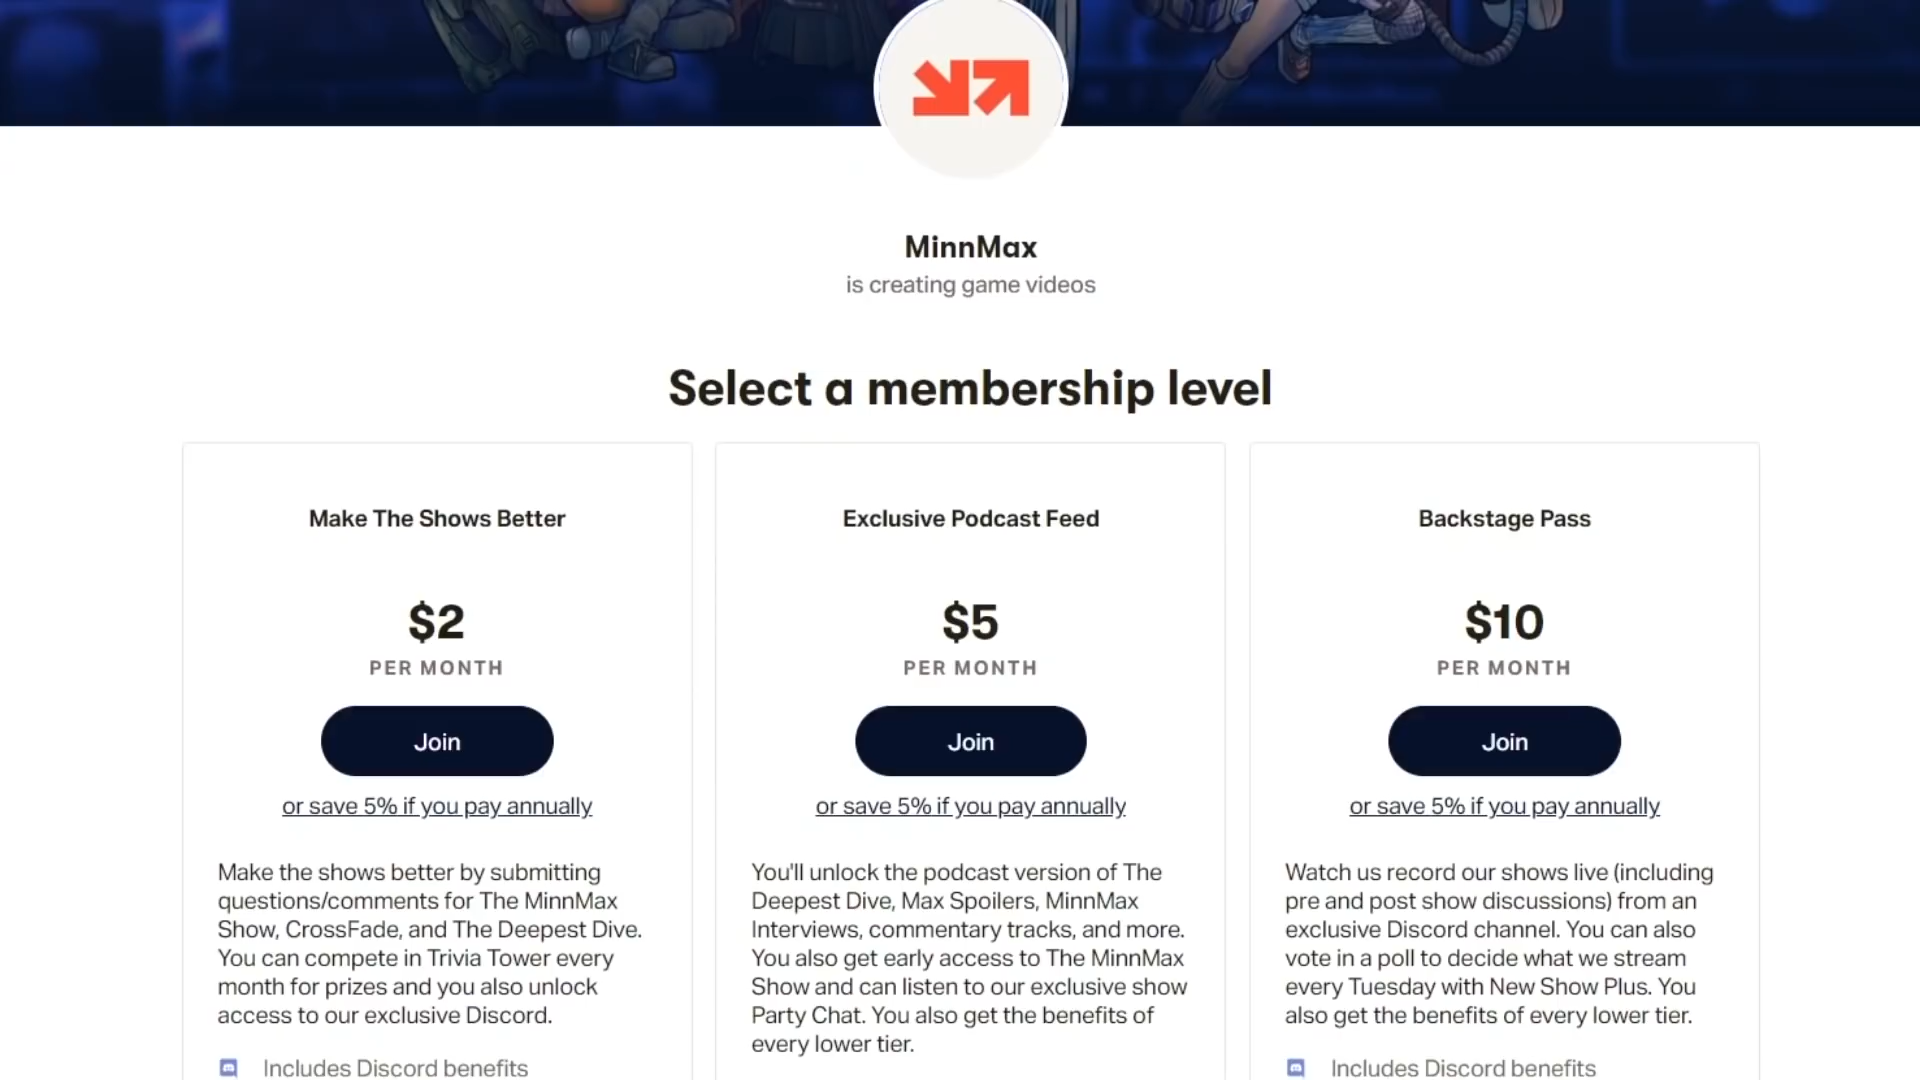 MinnMax
is creating game videos
Select a membership level
Make The Shows Better
$2
PER MONTH
Join
or save 5% if you pay annually
Make the shows better by submitting
questions/comments for The MinnMax
Show, CrossFade, and The Deepest Dive.
You can compete in Trivia Tower every
month for prizes and you also unlock
access to our exclusive Discord.
Includes Discord benefits
Exclusive Podcast Feed
$5
PER MONTH
Join
or save 5% if you pay annually
You'll unlock the podcast version of The
Deepest Dive, Max Spoilers, MinnMax
Interviews, commentary tracks, and more.
You also get early access to The MinnMax
Show and can listen to our exclusive show
Party Chat. You also get the benefits of
every lower tier.
Backstage Pass
$10
PER MONTH
Join
or save 5% if you pay annually
Watch us record our shows live (including
pre and post show discussions) from an
exclusive Discord channel. You can also
vote in a poll to decide what we stream
every Tuesday with New Show Plus. You
also get the benefits of every lower tier.
Includes Discord benefits